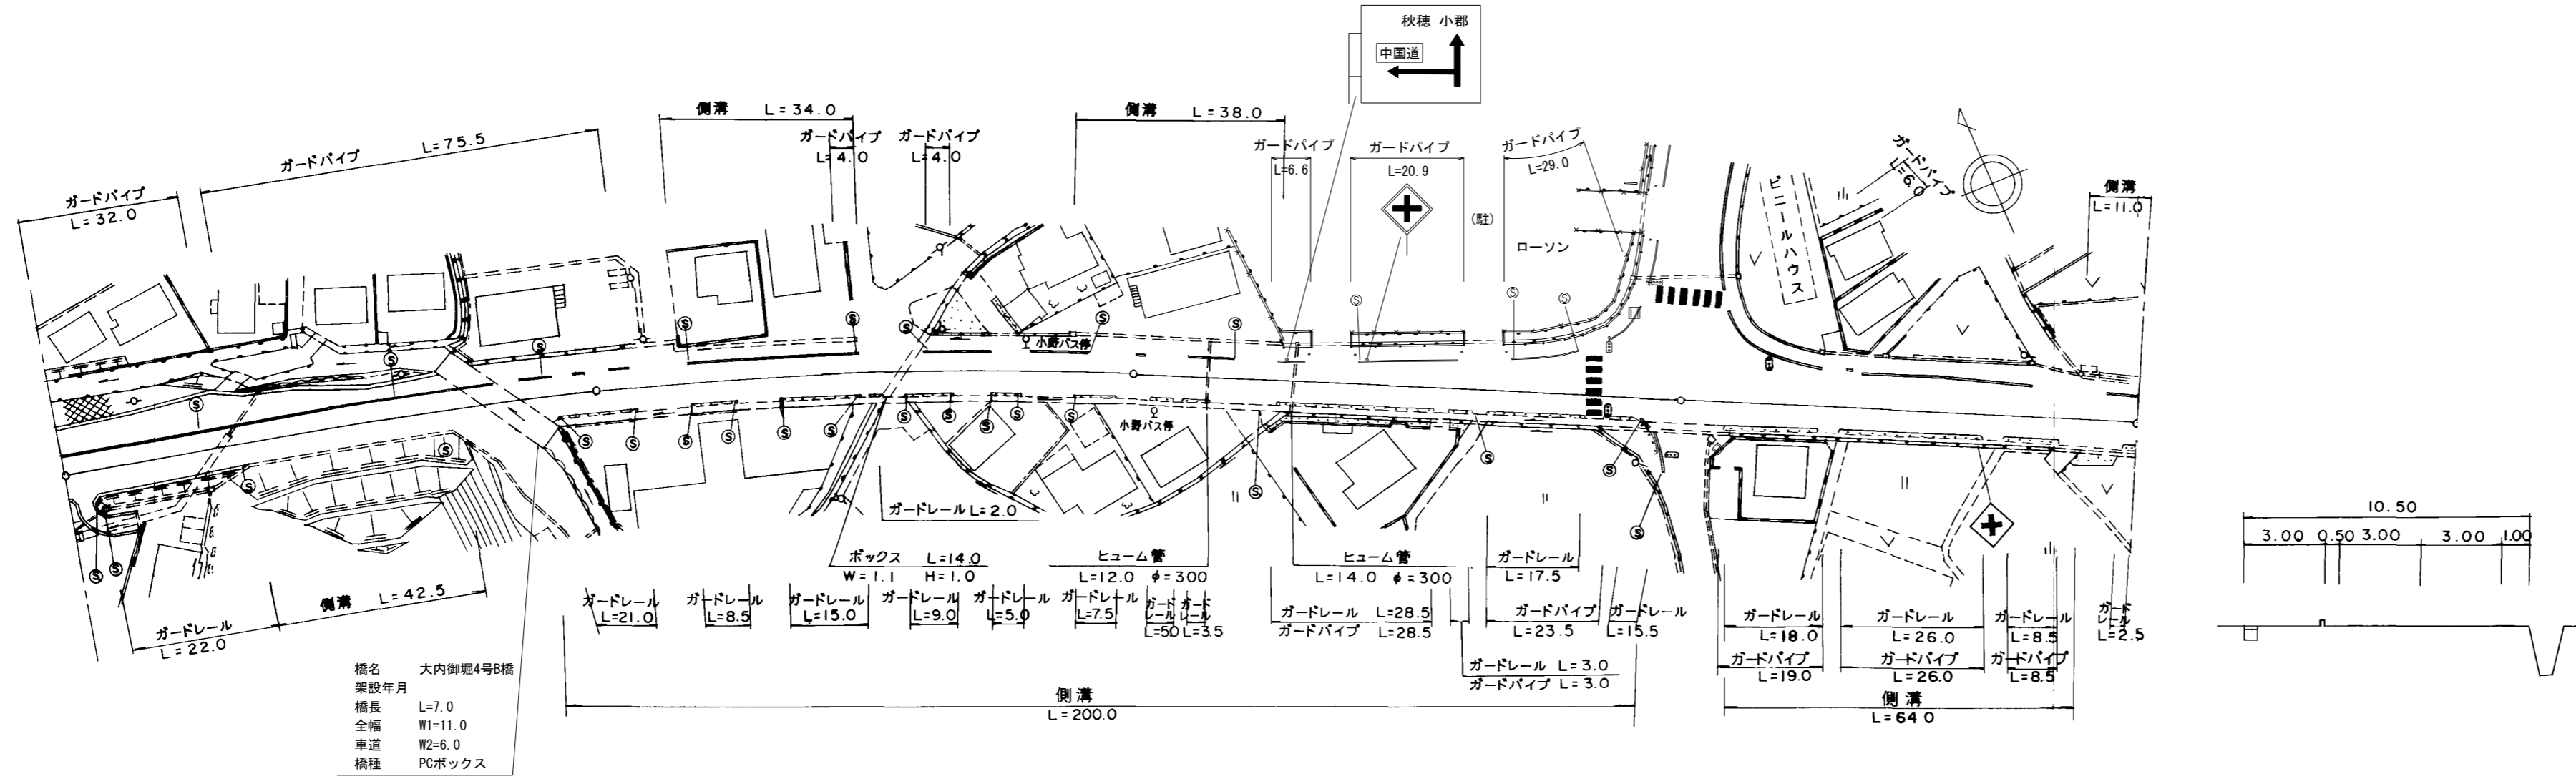 秋穂 小郡
中国道
ガードパイプ
L=32.0
ガードパイプ L=75.5
側溝 L=34.0
ガードパイプ
L=4.0
ガードパイプ
L=4.0
側溝 L=38.0
ガードパイプ
L=6.6
ガードパイプ
L=20.9
(駐)
ガードパイプ
L=29.0
ローソン
ビニールハウス
ガードパイプ
L=6.0
側溝
L=11.0
小野バス停
小野バス停
ガードレール L=2.0
ボックス L=14.0
W=1.1 H=1.0
ヒューム管
L=12.0 φ=300
ヒューム管
L=14.0 φ=300
ガードレール
L=17.5
側溝 L=42.5
ガードレール
L=22.0
ガードレール
L=21.0
ガードレール
L=8.5
ガードレール
L=15.0
ガードレール
L=9.0
ガードレール
L=5.0
ガードレール
L=7.5
ガード
レール
L=50
ガード
レール
L=3.5
ガードレール L=28.5
ガードパイプ L=28.5
ガードパイプ
L=23.5
ガードレール
L=15.5
ガードレール L=3.0
ガードパイプ L=3.0
ガードレール
L=18.0
ガードパイプ
L=19.0
ガードレール
L=26.0
ガードパイプ
L=26.0
ガードレール
L=8.5
ガードパイプ
L=8.5
ガード
レール
L=2.5
側溝
L=200.0
側溝
L=64.0
橋名 大内御堀4号B橋
架設年月
橋長 L=7.0
全幅 W1=11.0
車道 W2=6.0
橋種 PCボックス
10.50
3.00 0.50 3.00 3.00 1.00